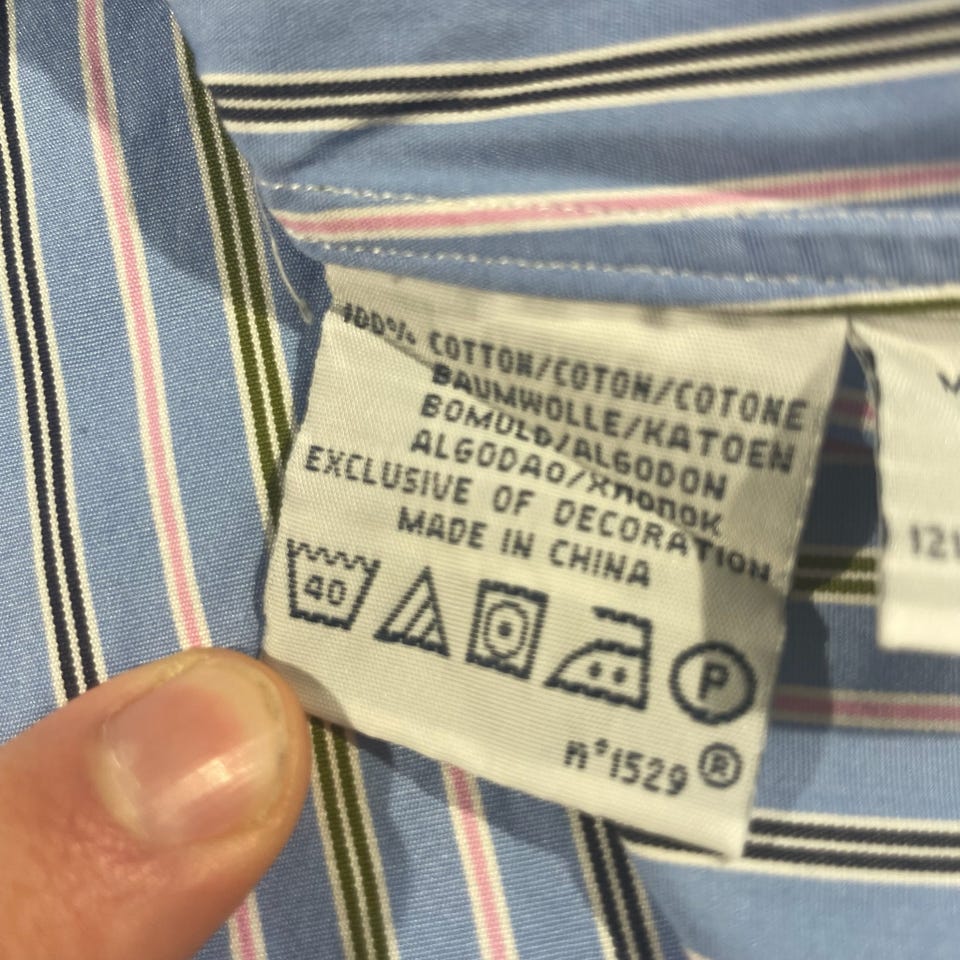 100% COTTON/COTON/COTONE
BAUMWOLLE/KATOEN
BOMULD/ALGODON
ALGODAO/Хлопок
EXCLUSIVE OF DECORATION
MADE IN CHINA
40
P
n°1529 ®